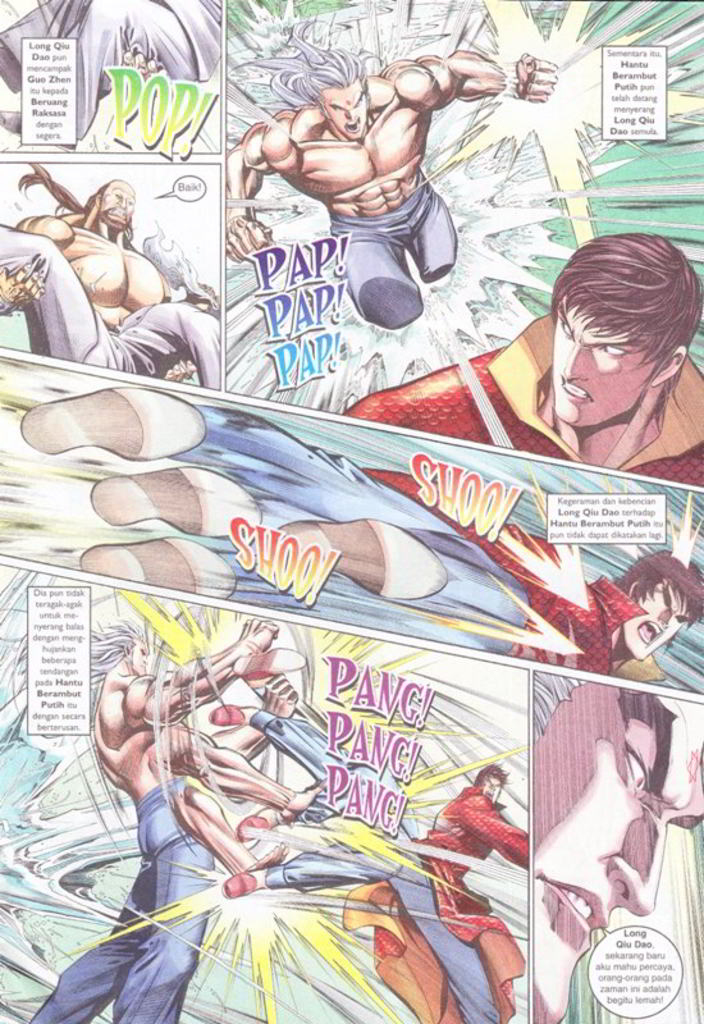 Long Qiu
Dao pun
mencampak
Guo Zhen
itu kepada
Beruang
Raksasa
dengan
segera.
POP!
Sementara itu,
Hantu
Berambut
Putih pun
telah datang
menyerang
Long Qiu
Dao semula.
Baik!
PAP!
PAP!
PAP!
SHOO!
SHOO!
Kegeraman dan kebencian
Long Qiu Dao terhadap
Hantu Berambut Putih itu
pun tidak dapat dikatakan lagi.
Dia pun tidak
teragak-agak
untuk me-
nyerang balas
dengan meng-
hujankan
beberapa
tendangan
pada Hantu
Berambut
Putih itu
dengan secara
berterusan.
PANG!
PANG!
PANG!
Long
Qiu Dao,
sekarang baru
aku mahu percaya,
orang-orang pada
zaman ini adalah
begitu lemah!